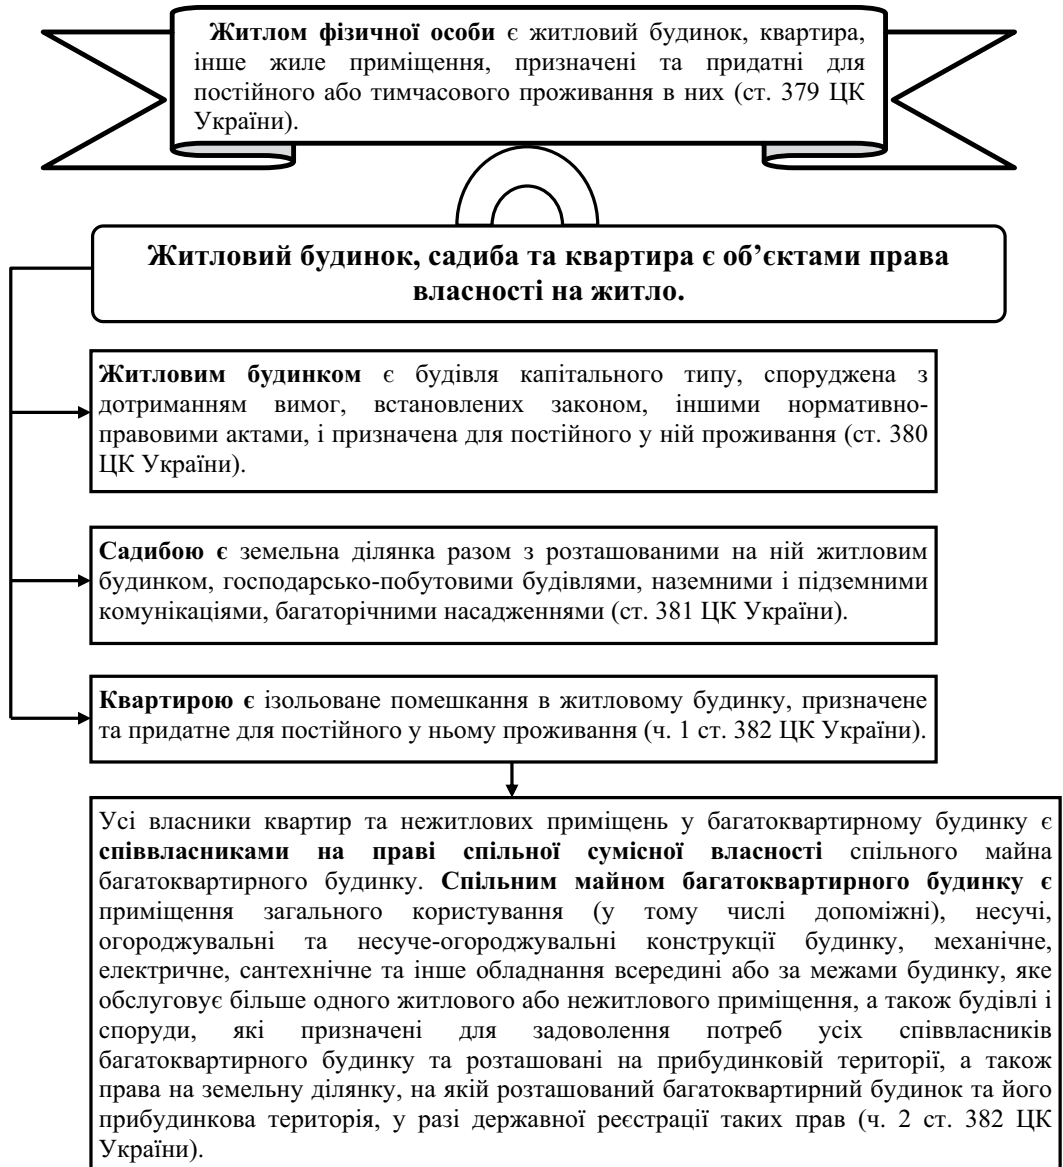 Житлом фізичної особи є житловий будинок, квартира,
інше жиле приміщення, призначені та придатні для
постійного або тимчасового проживання в них (ст. 379 ЦК
України).
Житловий будинок, садиба та квартира є об’єктами права
власності на житло.
Житловим будинком є будівля капітального типу, споруджена з
дотриманням вимог, встановлених законом, іншими нормативно-
правовими актами, і призначена для постійного у ній проживання (ст. 380
ЦК України).
Садибою є земельна ділянка разом з розташованими на ній житловим
будинком, господарсько-побутовими будівлями, наземними і підземними
комунікаціями, багаторічними насадженнями (ст. 381 ЦК України).
Квартирою є ізольоване помешкання в житловому будинку, призначене
та придатне для постійного у ньому проживання (ч. 1 ст. 382 ЦК України).
Усі власники квартир та нежитлових приміщень у багатоквартирному будинку є
співвласниками на праві спільної сумісної власності спільного майна
багатоквартирного будинку. Спільним майном багатоквартирного будинку є
приміщення загального користування (у тому числі допоміжні), несучі,
огороджувальні та несуче-огороджувальні конструкції будинку, механічне,
електричне, сантехнічне та інше обладнання всередині або за межами будинку, яке
обслуговує більше одного житлового або нежитлового приміщення, а також будівлі і
споруди, які призначені для задоволення потреб усіх співвласників
багатоквартирного будинку та розташовані на прибудинковій території, а також
права на земельну ділянку, на якій розташований багатоквартирний будинок та його
прибудинкова територія, у разі державної реєстрації таких прав (ч. 2 ст. 382 ЦК
України).